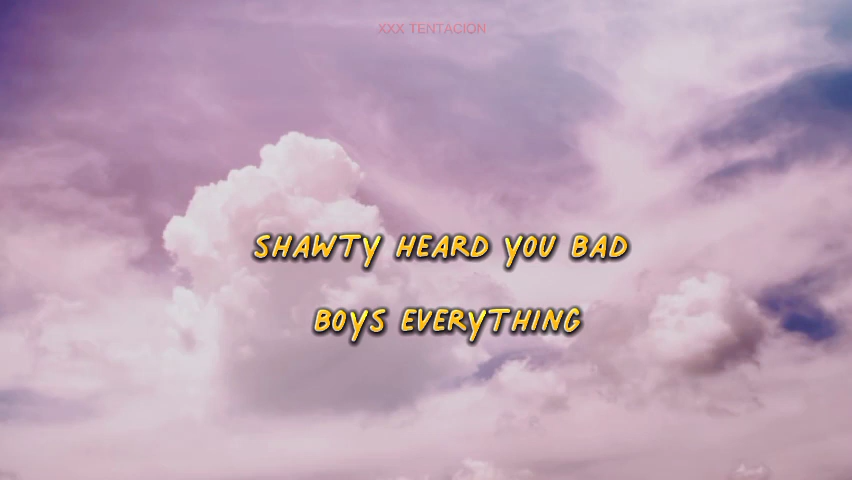 XXX TENTACION
SHAWTY HEARD YOU BAD
BOYS EVERYTHING